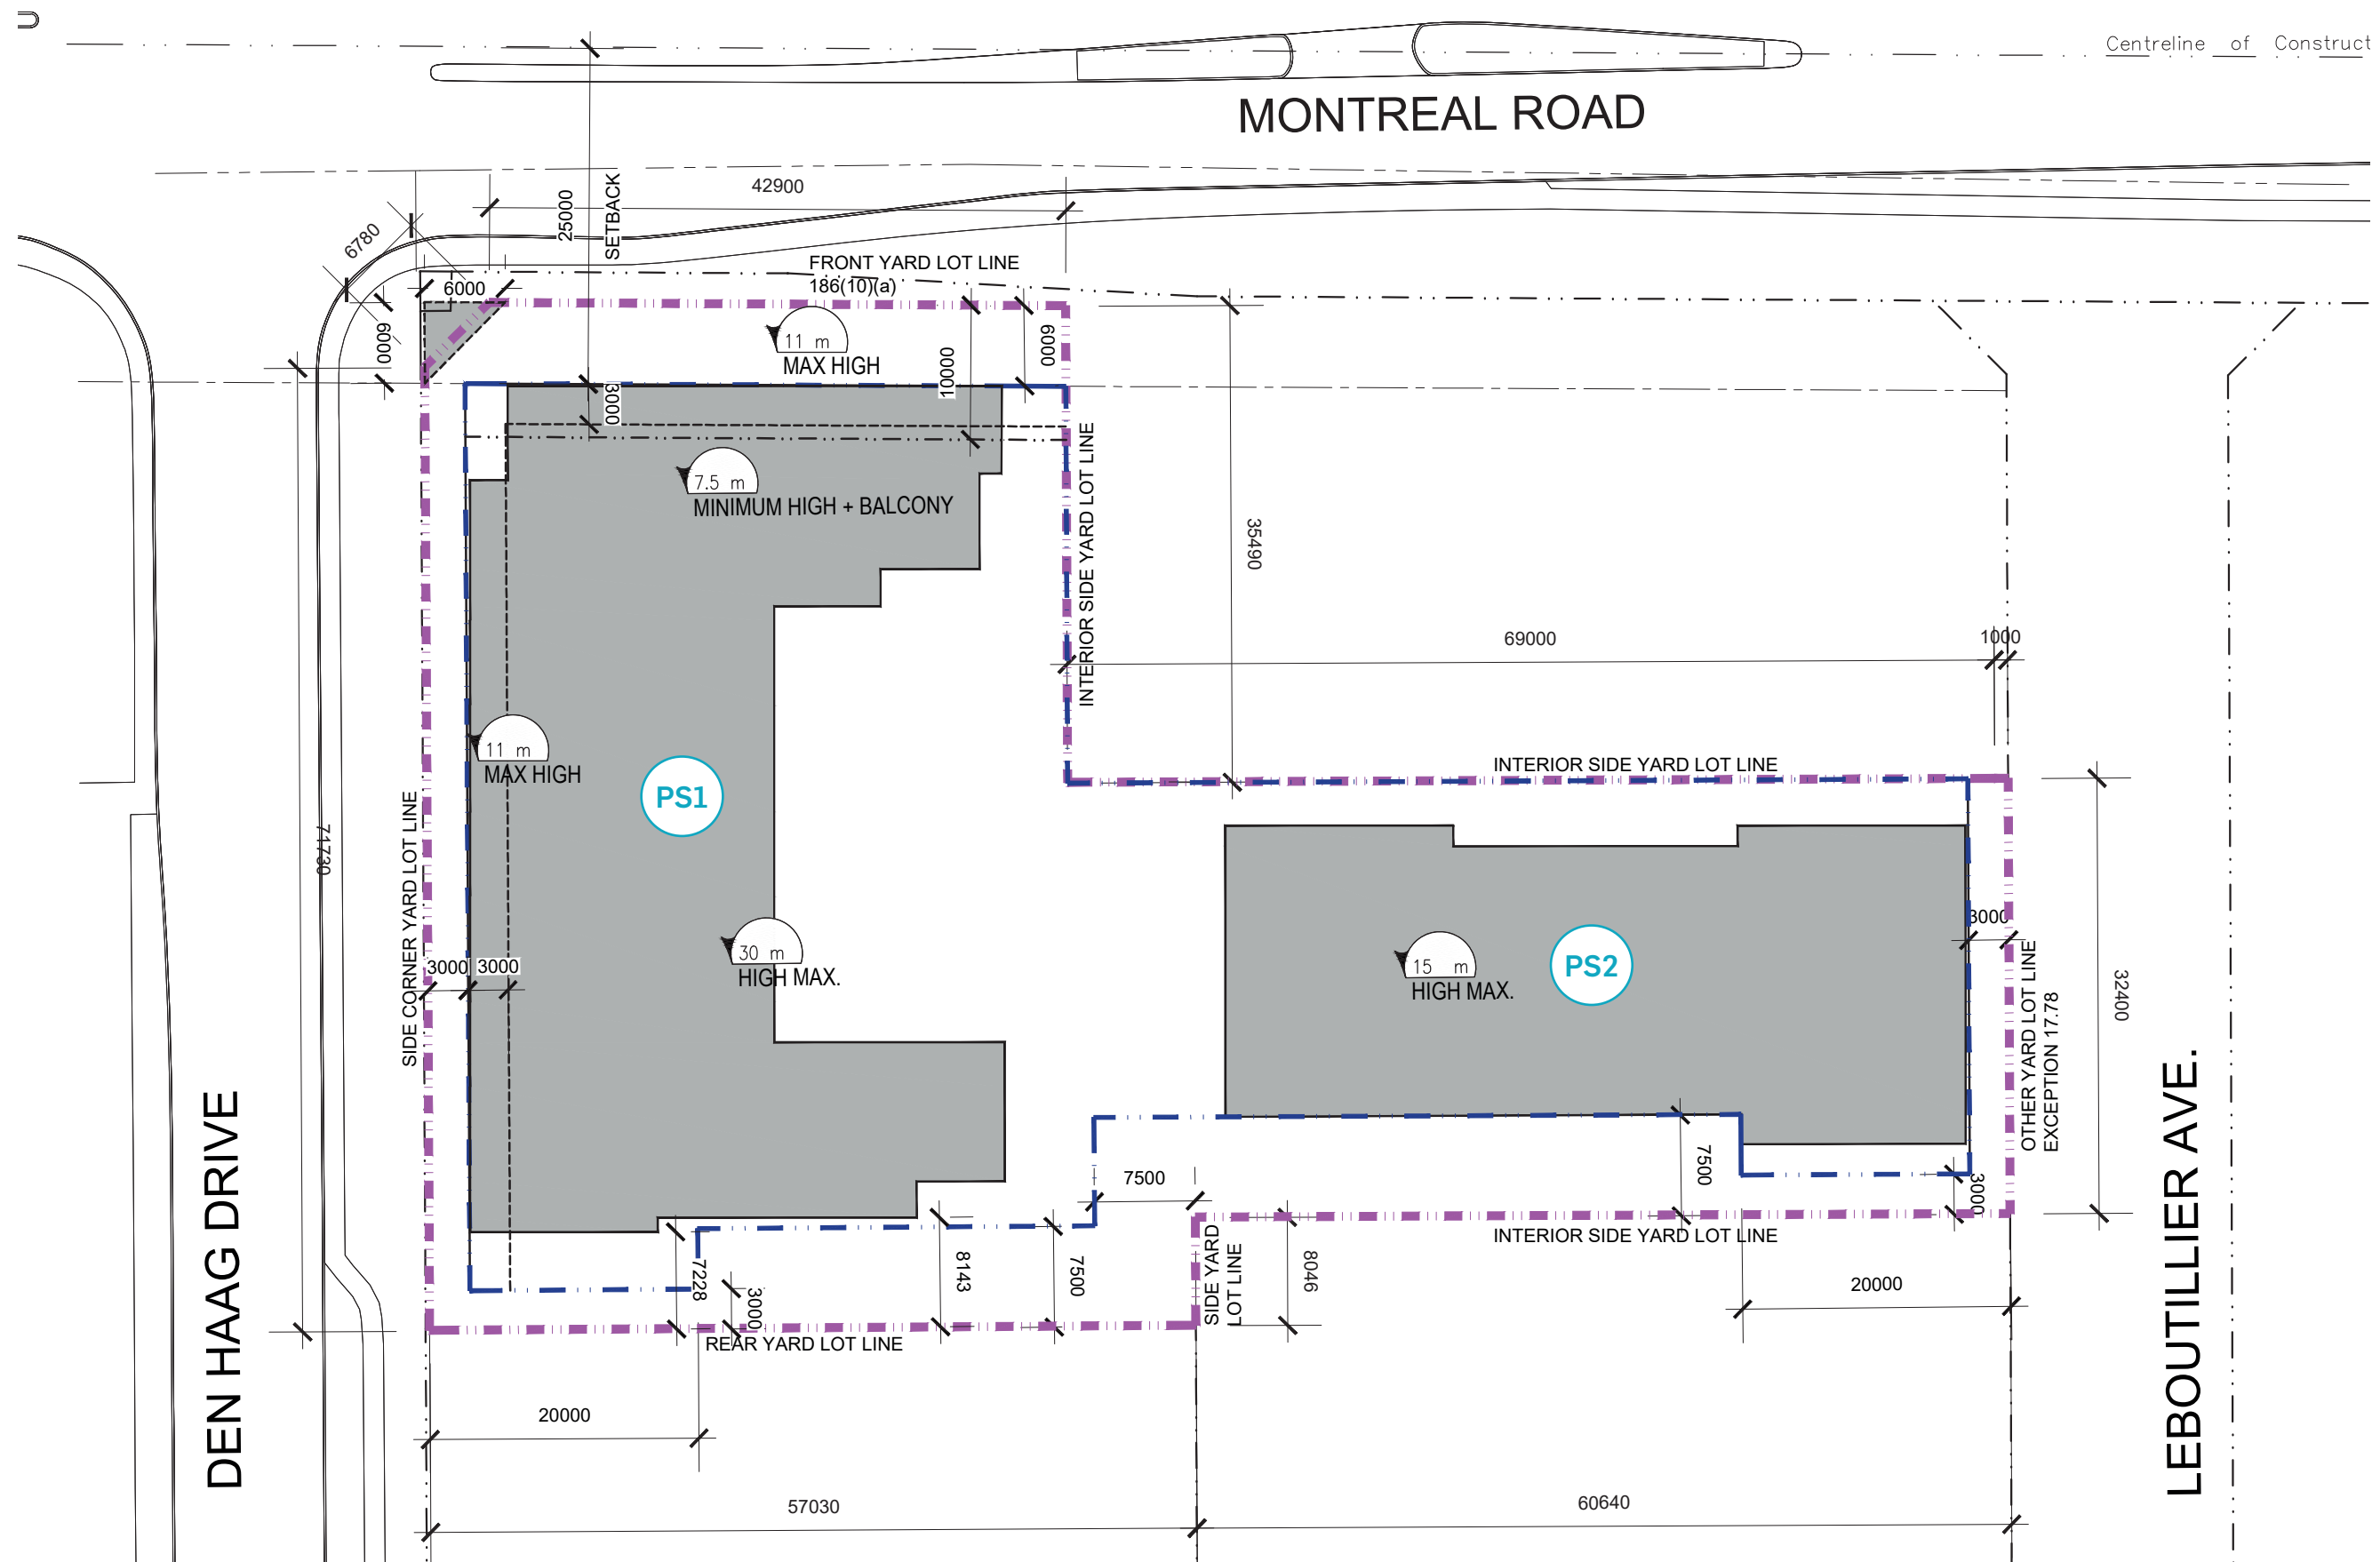 Centreline of Construct
MONTREAL ROAD
42900
25000
SETBACK
6780
FRONT YARD LOT LINE
186(10)(a)
6000
6000
11 m
MAX HIGH
6000
10000
3000
7.5 m
MINIMUM HIGH + BALCONY
INTERIOR SIDE YARD LOT LINE
35490
69000
1000
11 m
MAX HIGH
PS1
INTERIOR SIDE YARD LOT LINE
71730
SIDE CORNER YARD LOT LINE
3000
3000
30 m
HIGH MAX.
15 m
HIGH MAX.
PS2
3000
OTHER YARD LOT LINE
EXCEPTION 17.78
32400
DEN HAAG DRIVE
LEBOUTILLIER AVE.
7500
7500
3000
7228
3000
8143
7500
SIDE YARD
LOT LINE
8046
INTERIOR SIDE YARD LOT LINE
20000
REAR YARD LOT LINE
20000
57030
60640